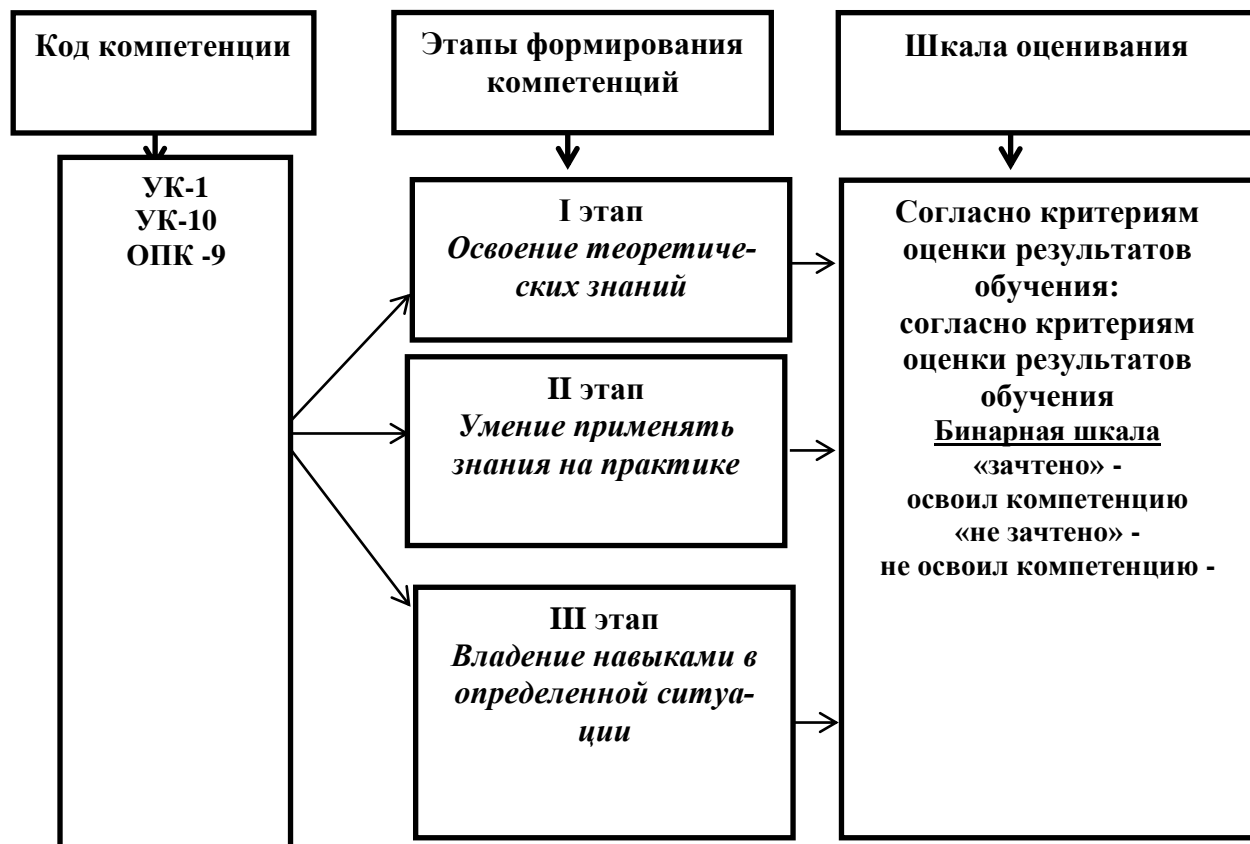 Код компетенции
Этапы формирования
компетенций
Шкала оценивания
УК-1
УК-10
ОПК -9
I этап
Освоение теоретиче-
ских знаний
II этап
Умение применять
знания на практике
III этап
Владение навыками в
определенной ситуа-
ции
Согласно критериям
оценки результатов
обучения:
согласно критериям
оценки результатов
обучения
Бинарная шкала
«зачтено» -
освоил компетенцию
«не зачтено» -
не освоил компетенцию -